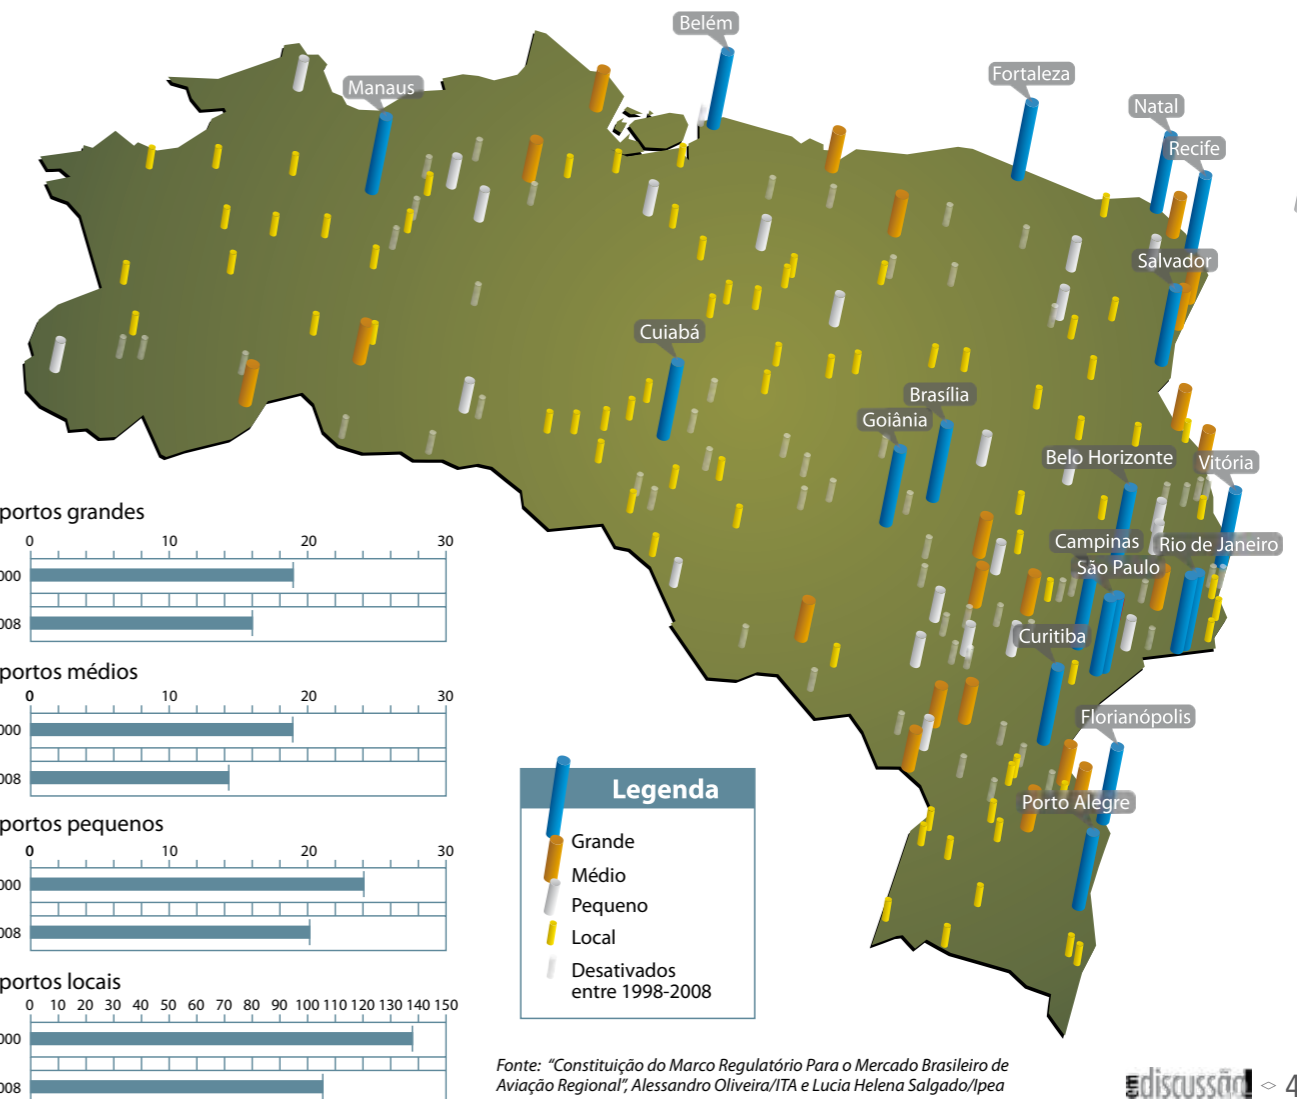 Belém
Fortaleza
Manaus
Natal
Recife
Salvador
Cuiabá
Brasília
Goiânia
Belo Horizonte
Vitória
Campinas
Rio de Janeiro
São Paulo
Curitiba
Florianópolis
Porto Alegre
portos grandes
0 10 20 30
000
008
portos médios
0 10 20 30
000
008
portos pequenos
0 10 20 30
000
008
portos locais
0 10 20 30 40 50 60 70 80 90 100 110 120 130 140 150
000
008
Legenda
Grande
Médio
Pequeno
Local
Desativados
entre 1998-2008
Fonte: “Constituição do Marco Regulatório Para o Mercado Brasileiro de
Aviação Regional”, Alessandro Oliveira/ITA e Lucia Helena Salgado/Ipea
em discussão! 4